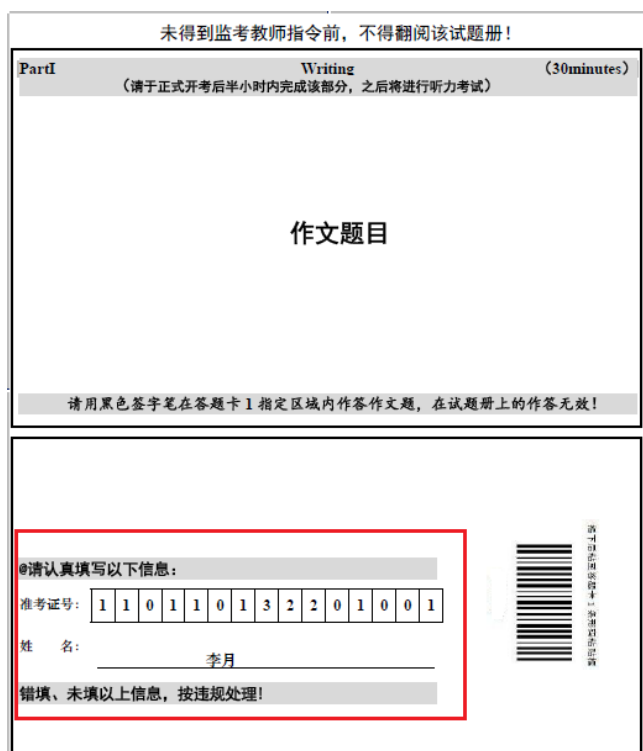 未得到监考教师指令前，不得翻阅该试题册！
PartI Writing （30minutes）
（请于正式开考后半小时内完成该部分，之后将进行听力考试）
作文题目
请用黑色签字笔在答题卡1指定区域内作答作文题，在试题册上的作答无效！
@请认真填写以下信息：
准考证号： 1 1 0 1 1 0 1 3 2 2 0 1 0 0 1
姓 名： 李月
错填、未填以上信息，按违规处理！